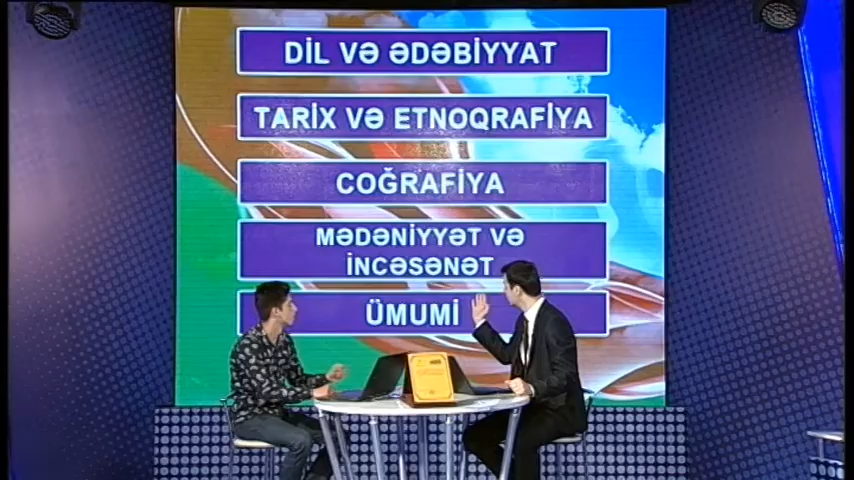 DİL VƏ ƏDƏBİYYAT
TARİX VƏ ETNOQRAFİYA
COĞRAFİYA
MƏDƏNİYYƏT VƏ
İNCƏSƏNƏT
ÜMUMİ